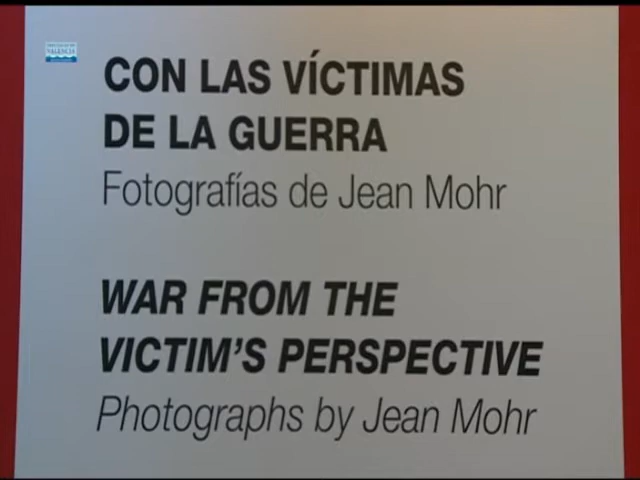 VALENCIA
CON LAS VÍCTIMAS
DE LA GUERRA
Fotografías de Jean Mohr
WAR FROM THE
VICTIM'S PERSPECTIVE
Photographs by Jean Mohr